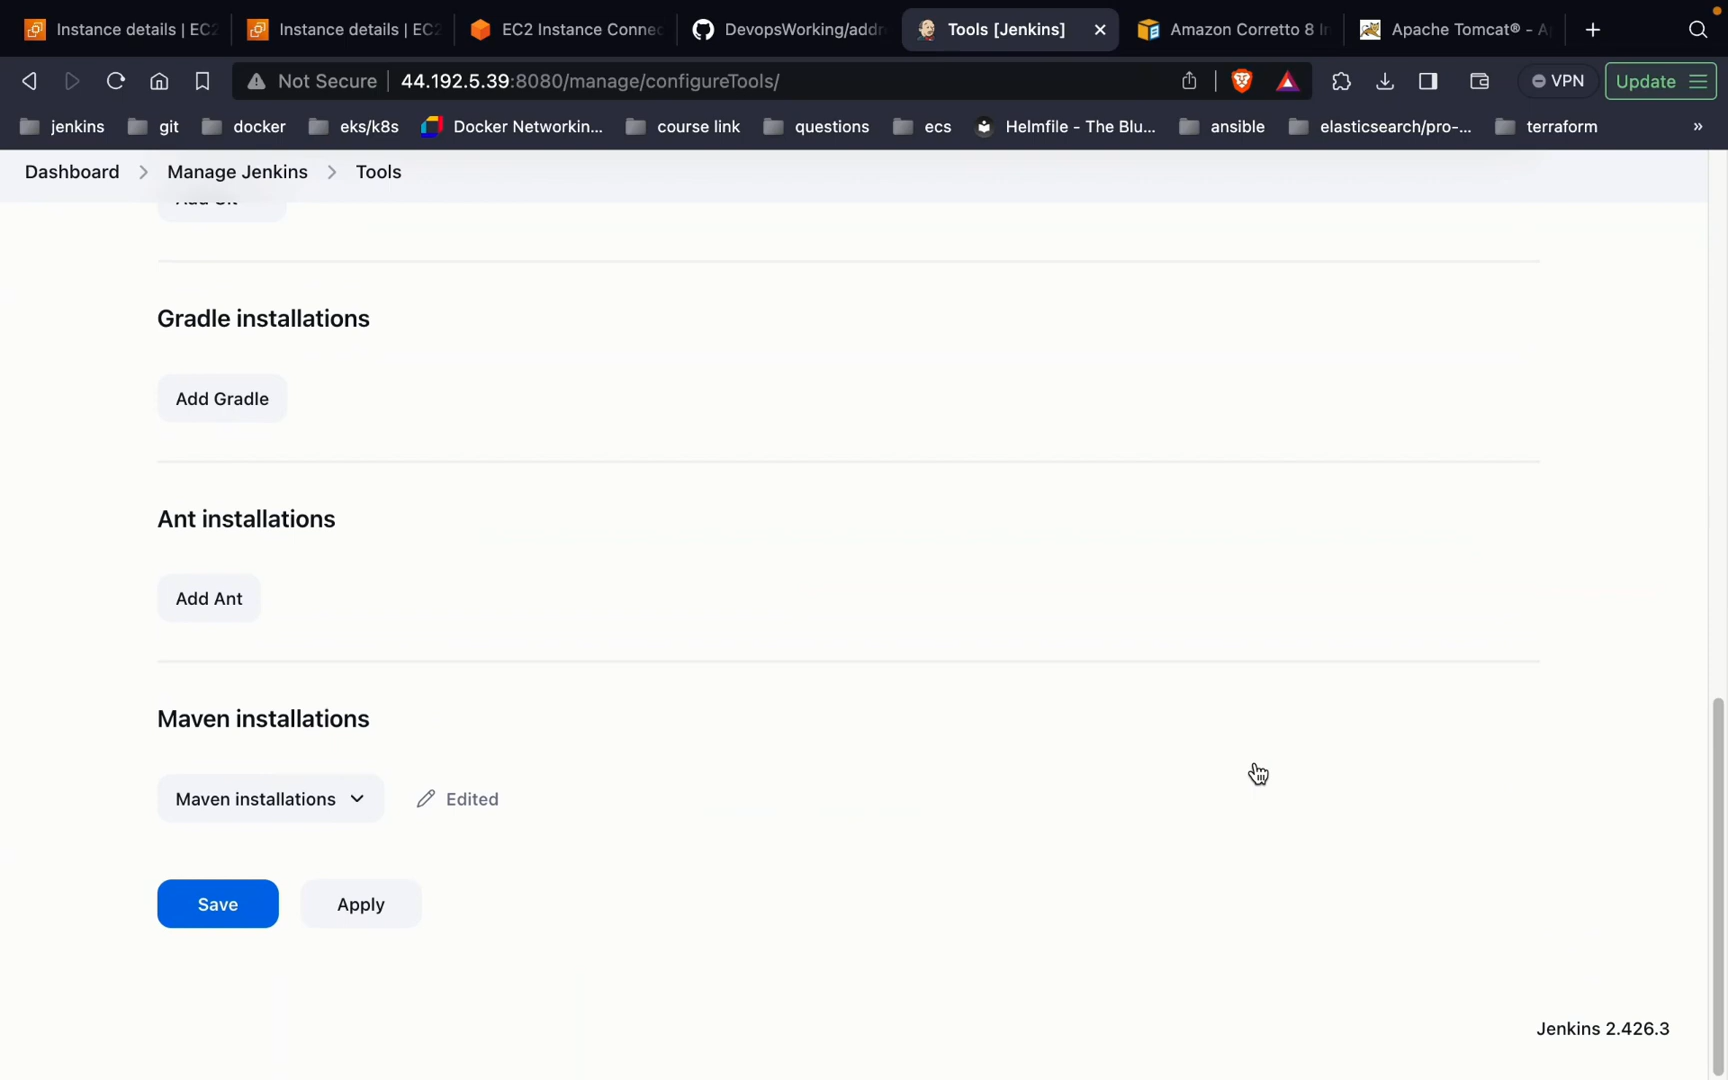 Instance details | EC2
Instance details | EC2
EC2 Instance Connec
DevopsWorking/addr
Tools [Jenkins]
Amazon Corretto 8 In
Apache Tomcat® - A
Not Secure
44.192.5.39:8080/manage/configureTools/
VPN
Update
jenkins
git
docker
eks/k8s
Docker Networkin...
course link
questions
ecs
Helmfile - The Blu...
ansible
elasticsearch/pro-...
terraform
»
Dashboard
Manage Jenkins
Tools
Add Git
Gradle installations
Add Gradle
Ant installations
Add Ant
Maven installations
Maven installations
Edited
Save
Apply
Jenkins 2.426.3